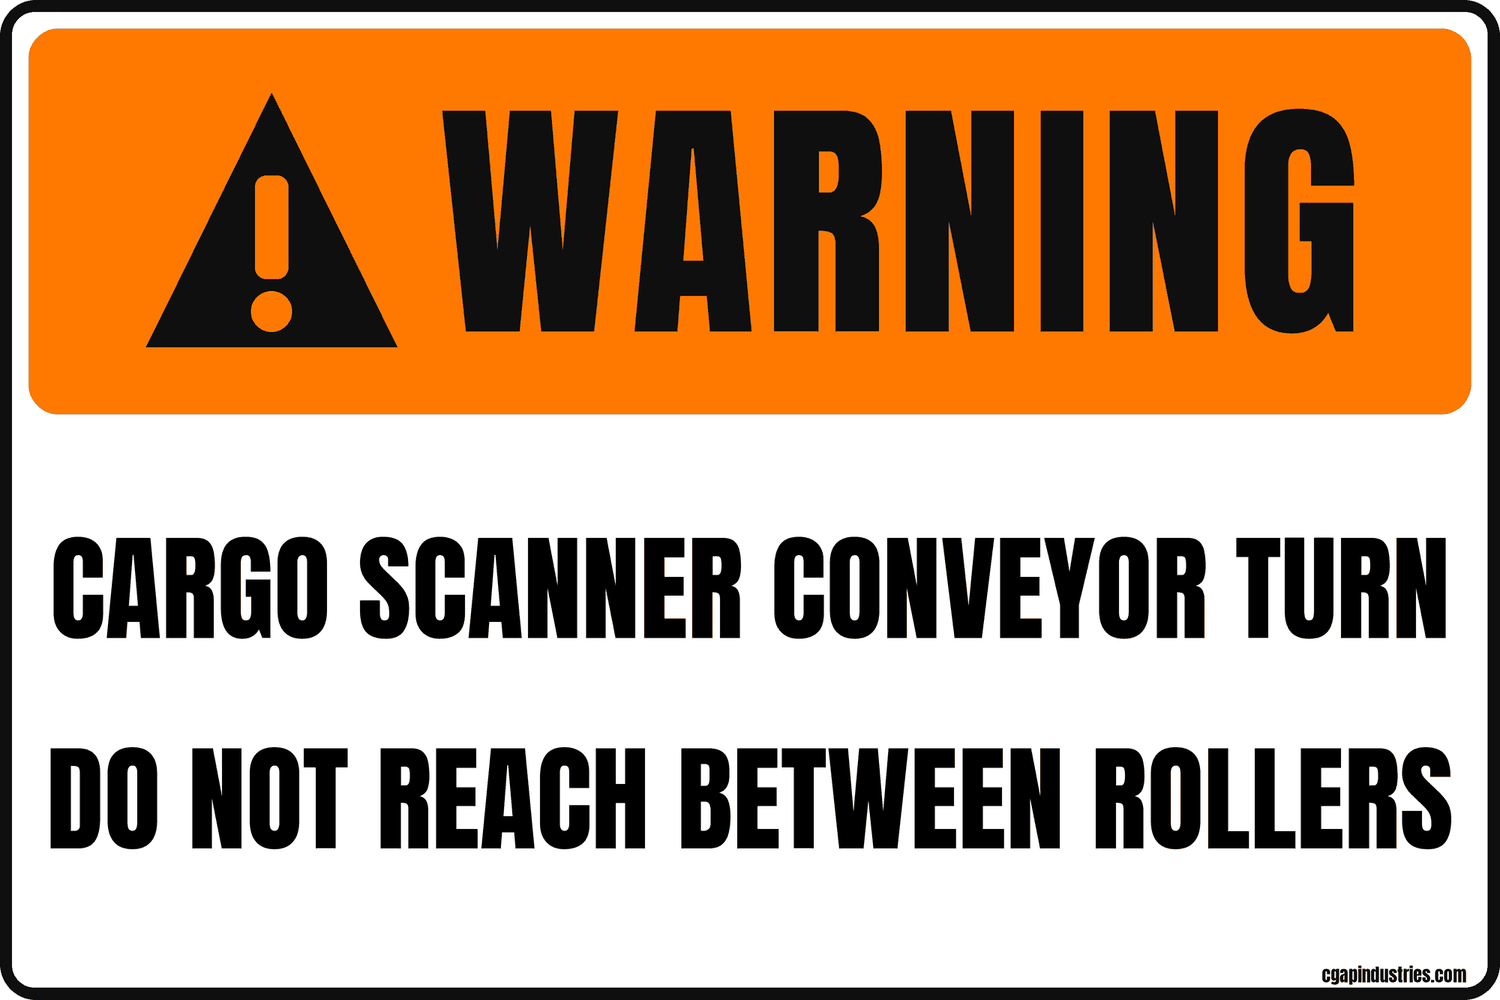 WARNING
CARGO SCANNER CONVEYOR TURN
DO NOT REACH BETWEEN ROLLERS
cgapindustries.com